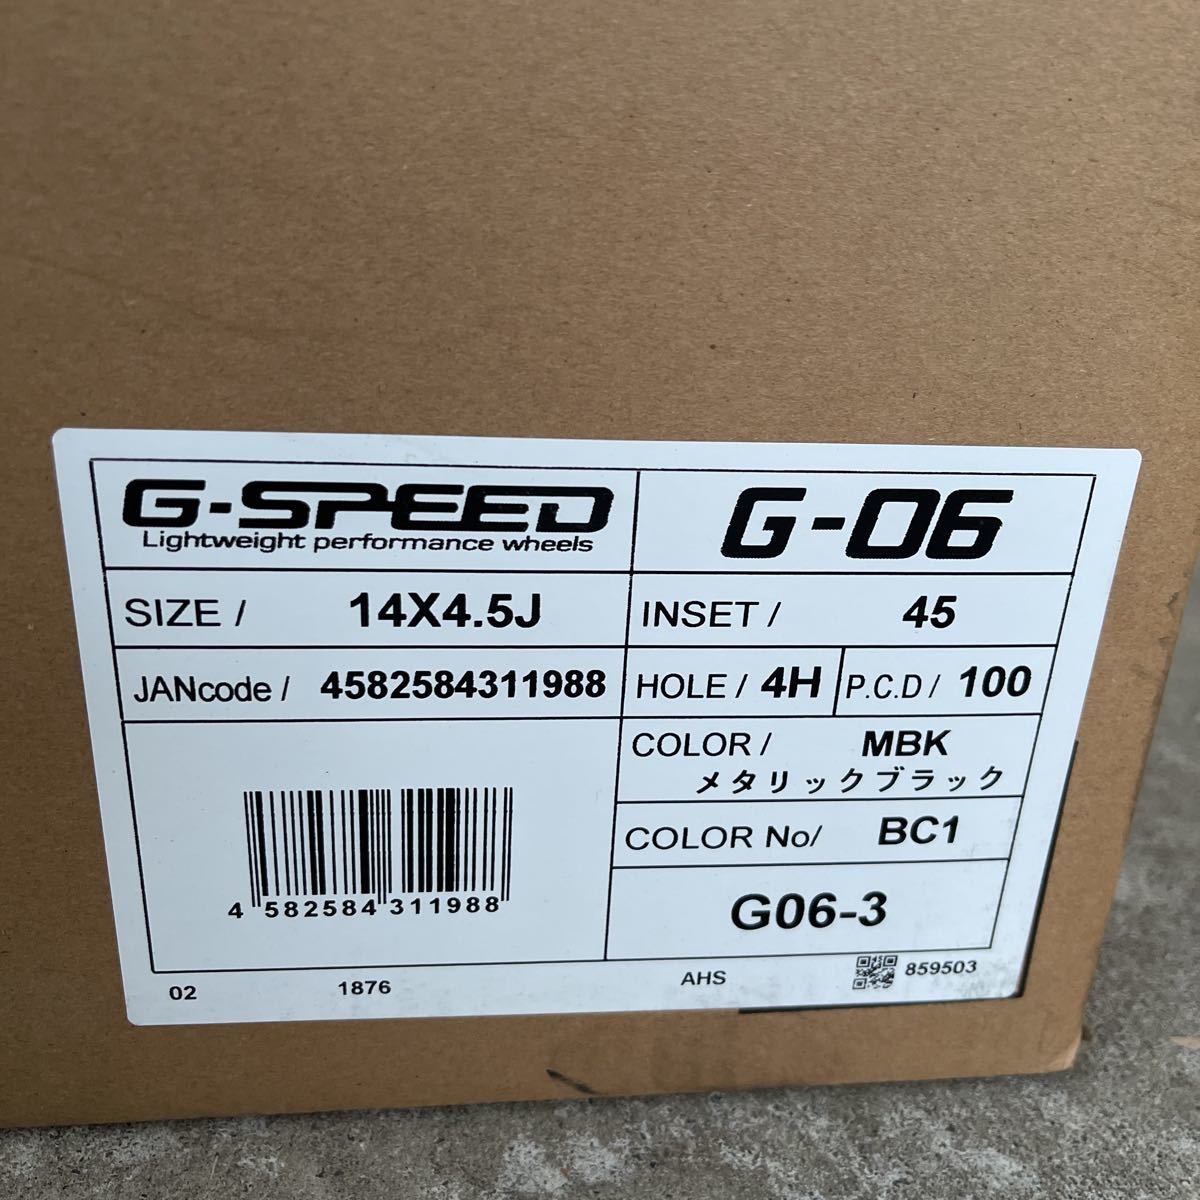 G-SPEED
Lightweight performance wheels
G-06
SIZE / 14X4.5J
INSET / 45
JANcode / 4582584311988
HOLE / 4H
P.C.D / 100
COLOR / MBK
メタリックブラック
COLOR No/ BC1
4 582584 311988
G06-3
02 1876 AHS 859503